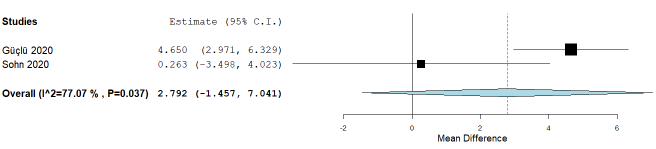 Studies Estimate (95% C.I.)
Güçlü 2020 4.650 (2.971, 6.329)
Sohn 2020 0.263 (-3.498, 4.023)
Overall (I^2=77.07 % , P=0.037) 2.792 (-1.457, 7.041)
-2 0 2 4 6
Mean Difference